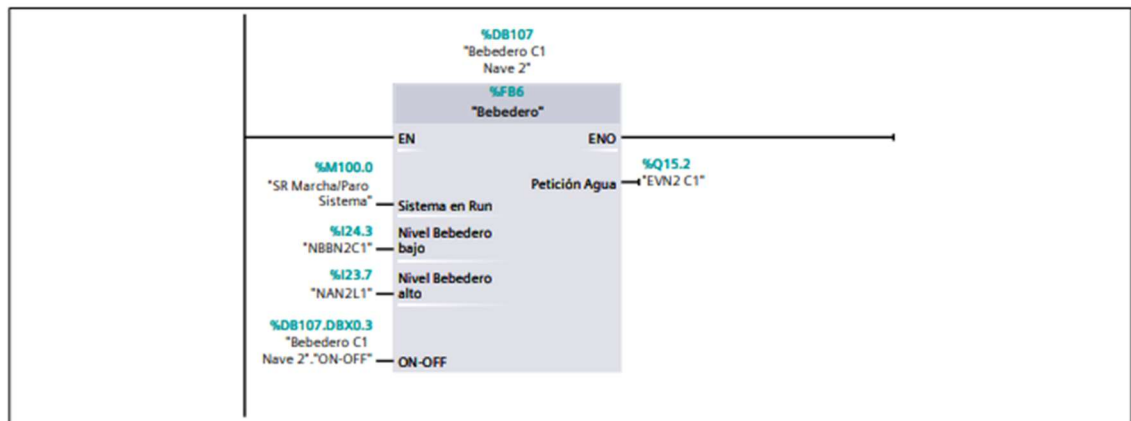 %DB107
"Bebedero C1
Nave 2"
%FB6
"Bebedero"
EN
ENO
%M100.0
"SR Marcha/Paro
Sistema"
Sistema en Run
Petición Agua
%Q15.2
"EVN2 C1"
%I24.3
"NBBN2C1"
Nivel Bebedero
bajo
%I23.7
"NAN2L1"
Nivel Bebedero
alto
%DB107.DBX0.3
"Bebedero C1
Nave 2"."ON-OFF"
ON-OFF